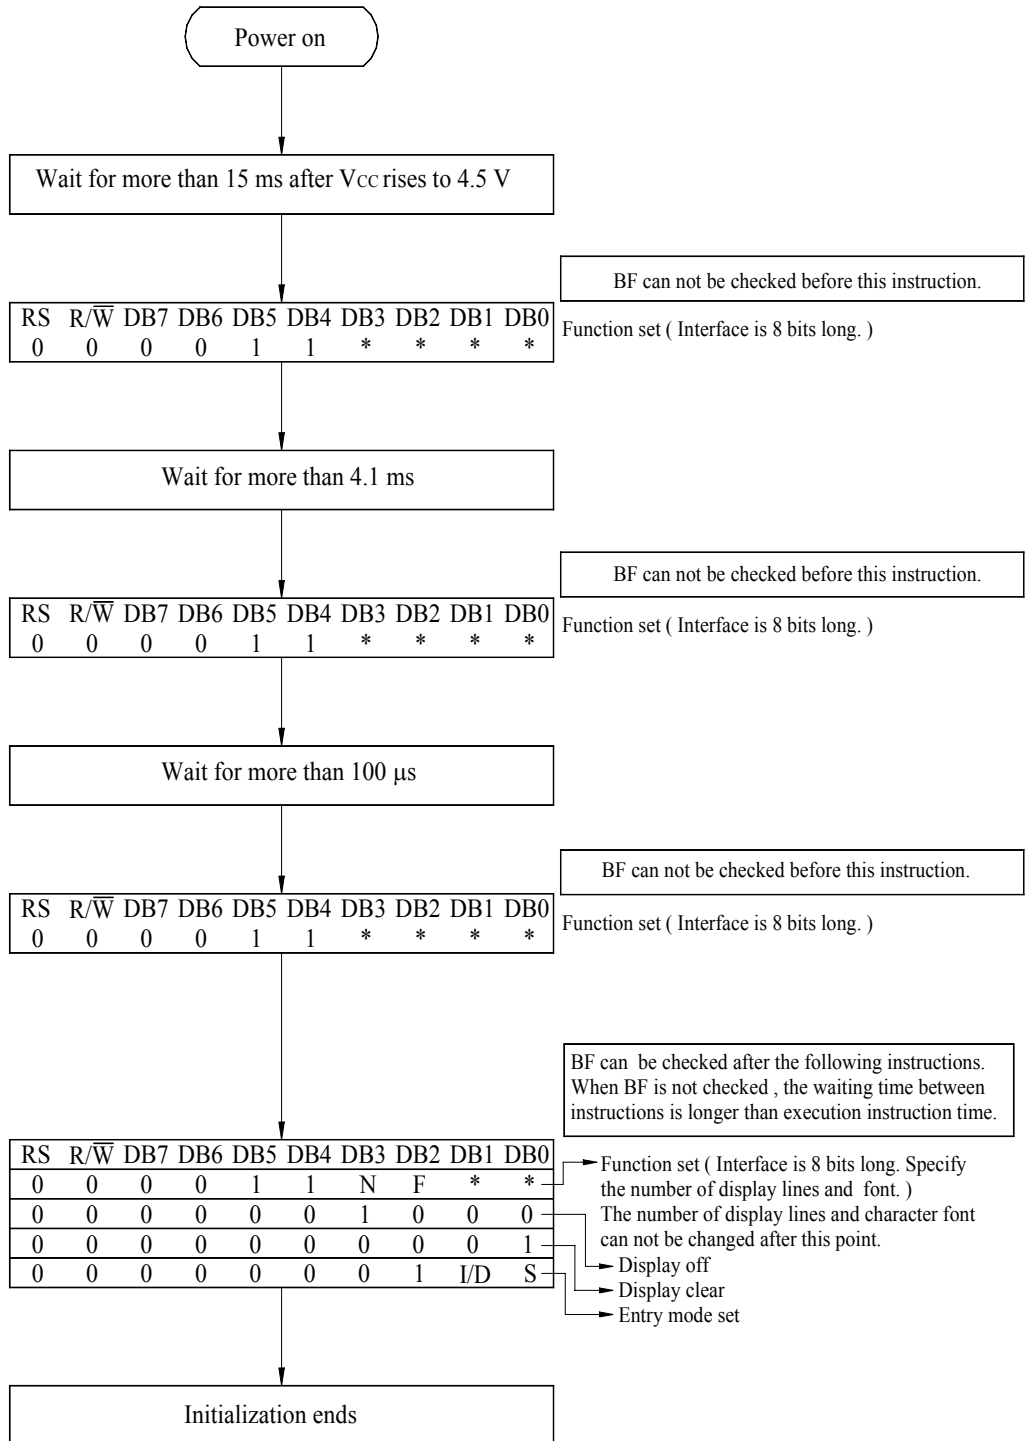 Power on
Wait for more than 15 ms after VCC rises to 4.5 V
BF can not be checked before this instruction.
RS R/W̅ DB7 DB6 DB5 DB4 DB3 DB2 DB1 DB0
0 0 0 0 1 1 * * * *
Function set ( Interface is 8 bits long. )
Wait for more than 4.1 ms
BF can not be checked before this instruction.
RS R/W̅ DB7 DB6 DB5 DB4 DB3 DB2 DB1 DB0
0 0 0 0 1 1 * * * *
Function set ( Interface is 8 bits long. )
Wait for more than 100 µs
BF can not be checked before this instruction.
RS R/W̅ DB7 DB6 DB5 DB4 DB3 DB2 DB1 DB0
0 0 0 0 1 1 * * * *
Function set ( Interface is 8 bits long. )
BF can be checked after the following instructions.
When BF is not checked , the waiting time between
instructions is longer than execution instruction time.
RS R/W̅ DB7 DB6 DB5 DB4 DB3 DB2 DB1 DB0
0 0 0 0 1 1 N F * *
0 0 0 0 0 0 1 0 0 0
0 0 0 0 0 0 0 0 0 1
0 0 0 0 0 0 0 1 I/D S
Function set ( Interface is 8 bits long. Specify
the number of display lines and font. )
The number of display lines and character font
can not be changed after this point.
Display off
Display clear
Entry mode set
Initialization ends